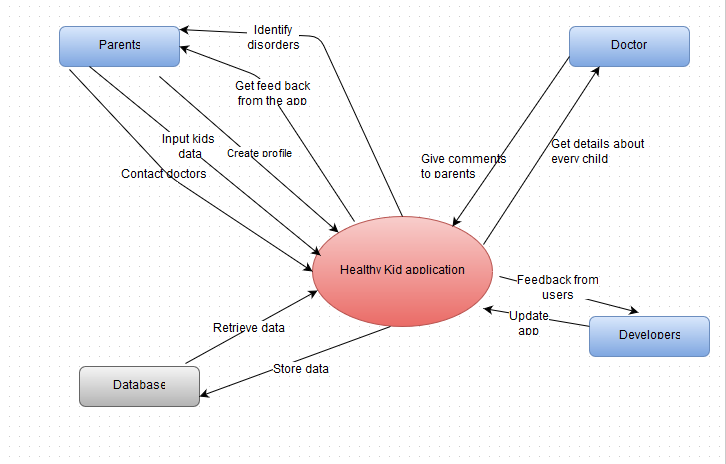 Identify
disorders
Parents
Doctor
Get feed back
from the app
Input kids
data
Create profile
Contact doctors
Give comments
to parents
Get details about
every child
Healthy Kid application
Feedback from
users
Update
app
Developers
Retrieve data
Store data
Database